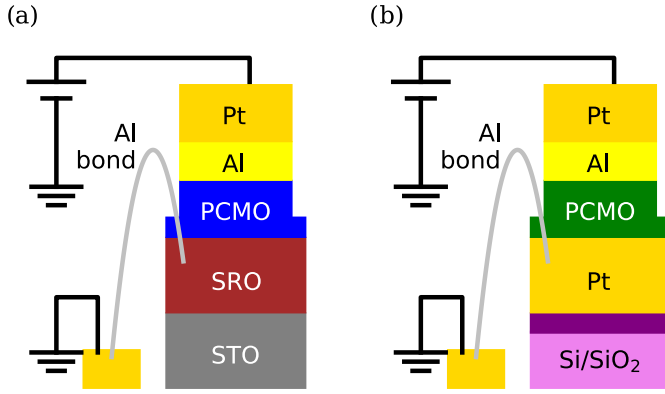 (a)
Pt
Al
bond
Al
PCMO
SRO
STO
(b)
Pt
Al
bond
Al
PCMO
Pt
Si/SiO₂